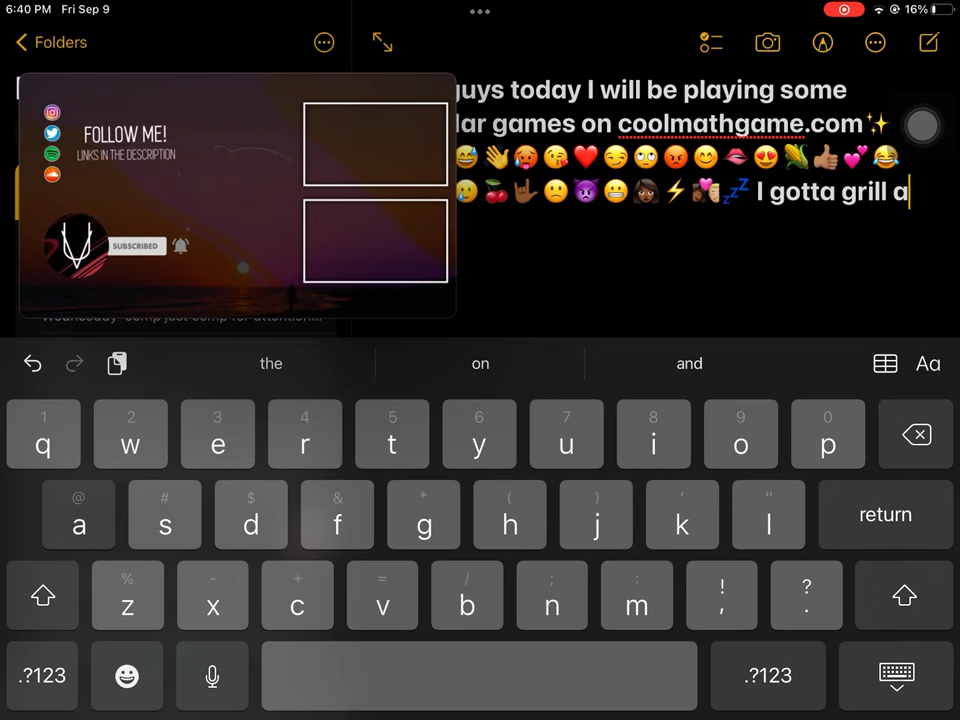 6:40 PM Fri Sep 9
16%
Folders
guys today I will be playing some
lar games on coolmathgame.com✨
😅👋🥵😘❤️😏🙄😡😊💋😍🌽👍🏽💕😂
🥲🍒🤟🏾🙁👿😬👩🏾⚡💤 I gotta grill a
FOLLOW ME!
LINKS IN THE DESCRIPTION
SUBSCRIBED
the on and
1 2 3 4 5 6 7 8 9 0
q w e r t y u i o p
@ # $ & * ( ) ' "
a s d f g h j k l return
% - + = / ; : ! ?
z x c v b n m , .
.?123 .?123
Aa